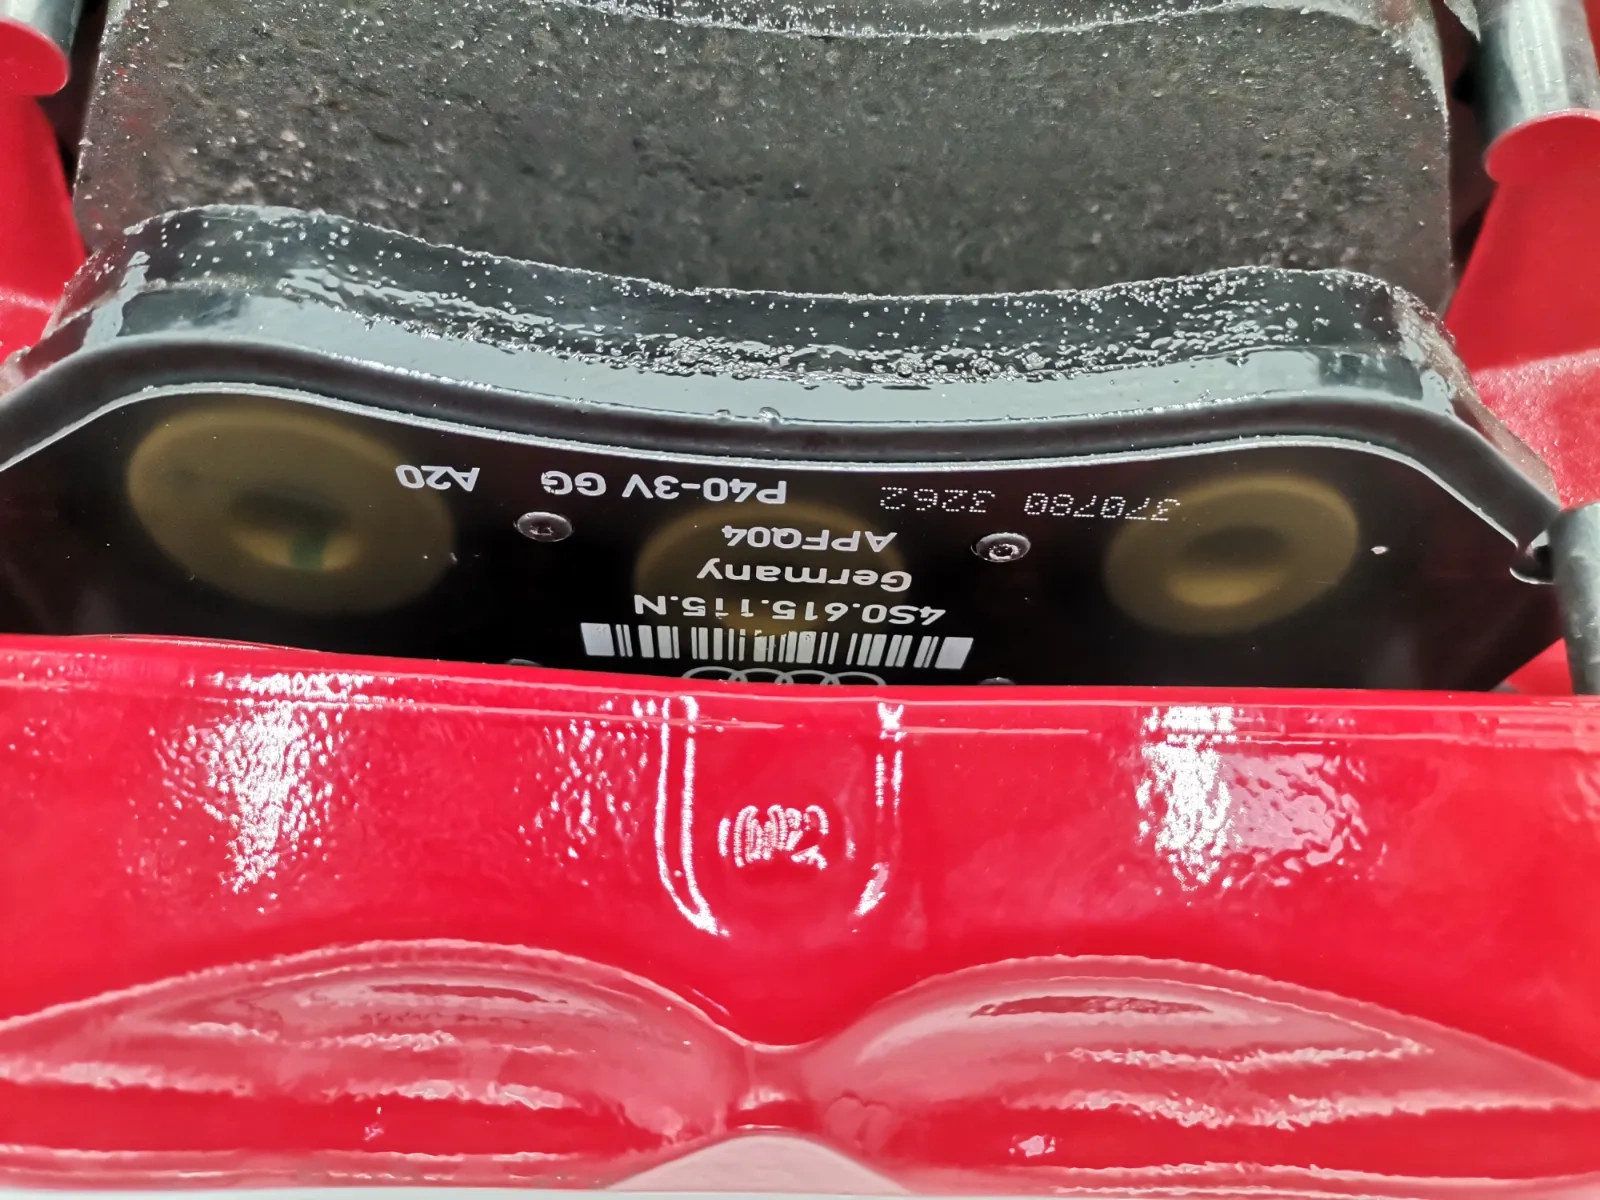 4S0.615.115.N
Germany
APFQ04
370780 3262 P40-3V GG A20